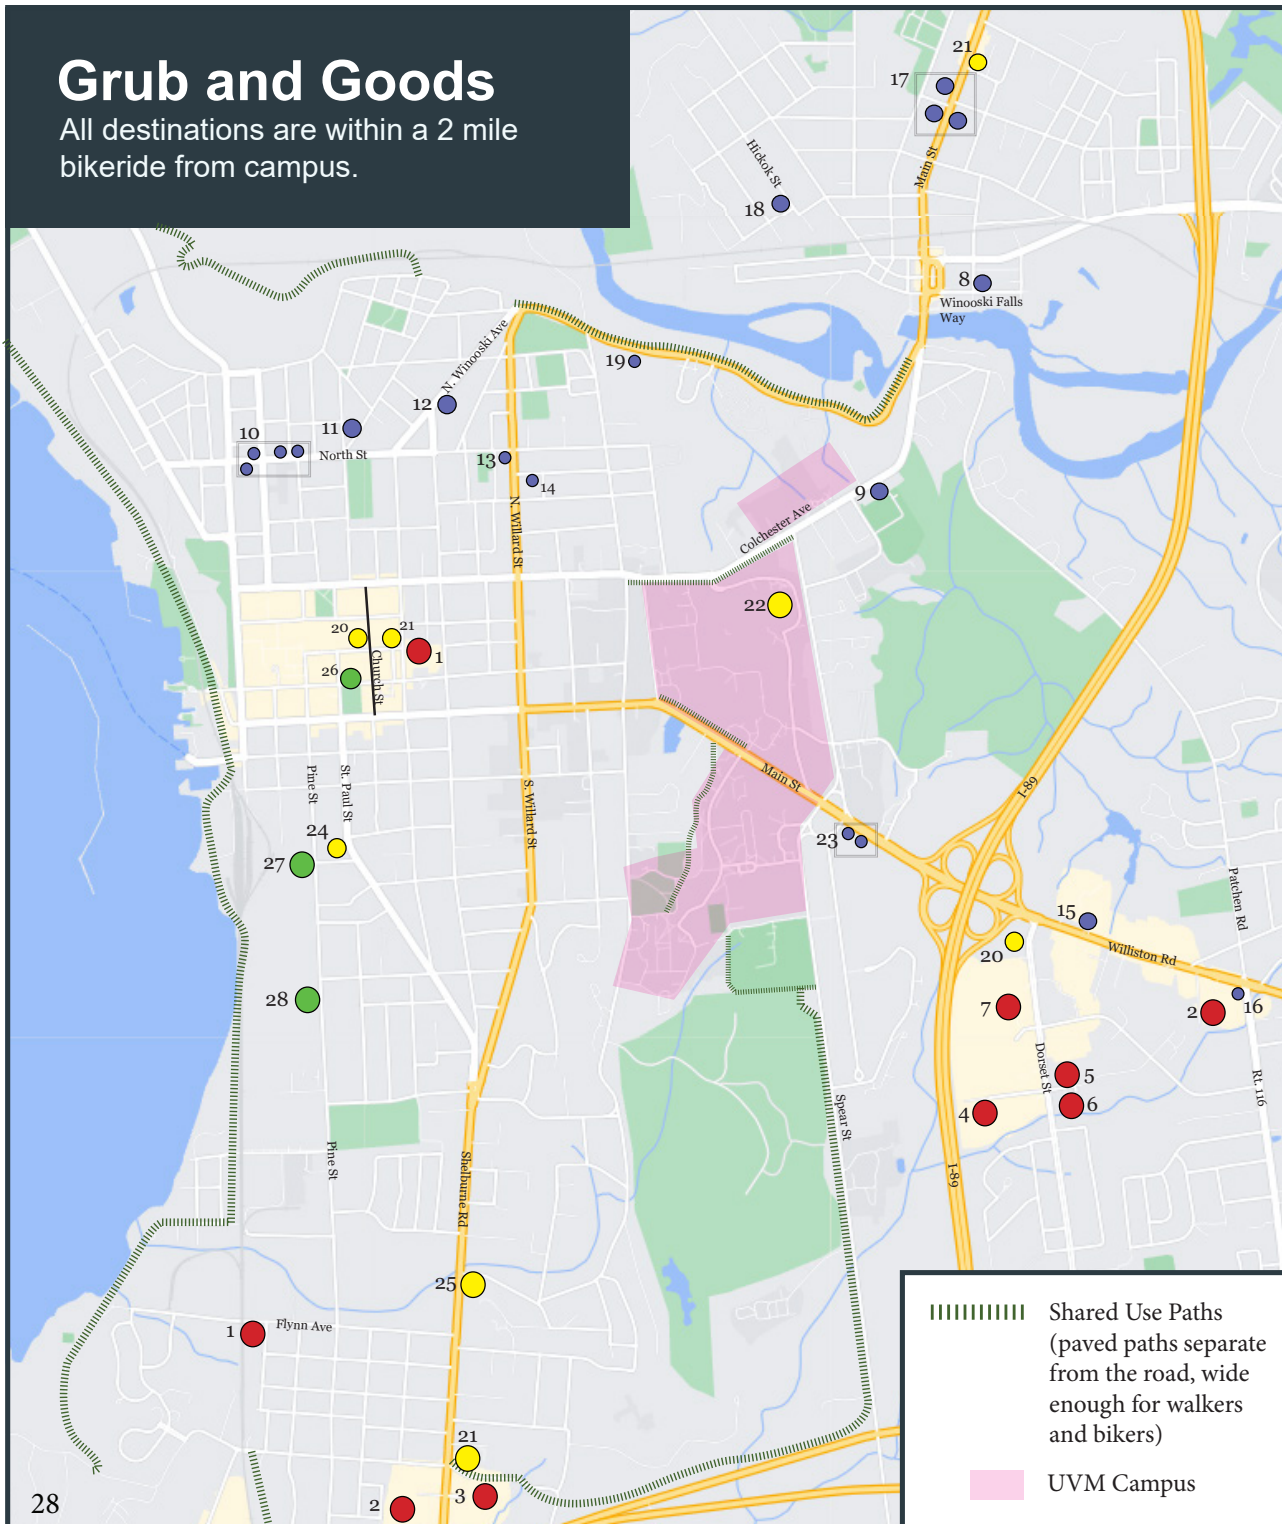 Grub and Goods
All destinations are within a 2 mile
bikeride from campus.
21
17
Hickok St
Main St
18
8
Winooski Falls
Way
N. Winooski Ave
19
12
11
10
North St
13
14
N. Willard St
9
Colchester Ave
22
20
21
1
Church St
26
Main St
Pine St
St. Paul St
S. Willard St
I-89
24
27
23
15
Patchen Rd
20
Williston Rd
28
7
2
16
Dorset St
5
6
4
Rt. 116
Spear St
Pine St
Shelburne Rd
I-89
25
1
Flynn Ave
21
2
3
Shared Use Paths
(paved paths separate
from the road, wide
enough for walkers
and bikers)
UVM Campus
28